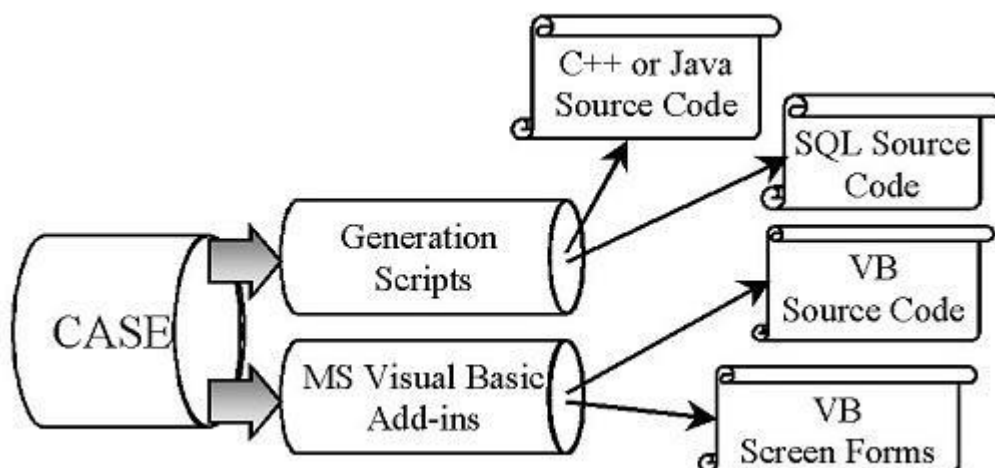 C++ or Java
Source Code
SQL Source
Code
Generation
Scripts
VB
Source Code
CASE
MS Visual Basic
Add-ins
VB
Screen Forms